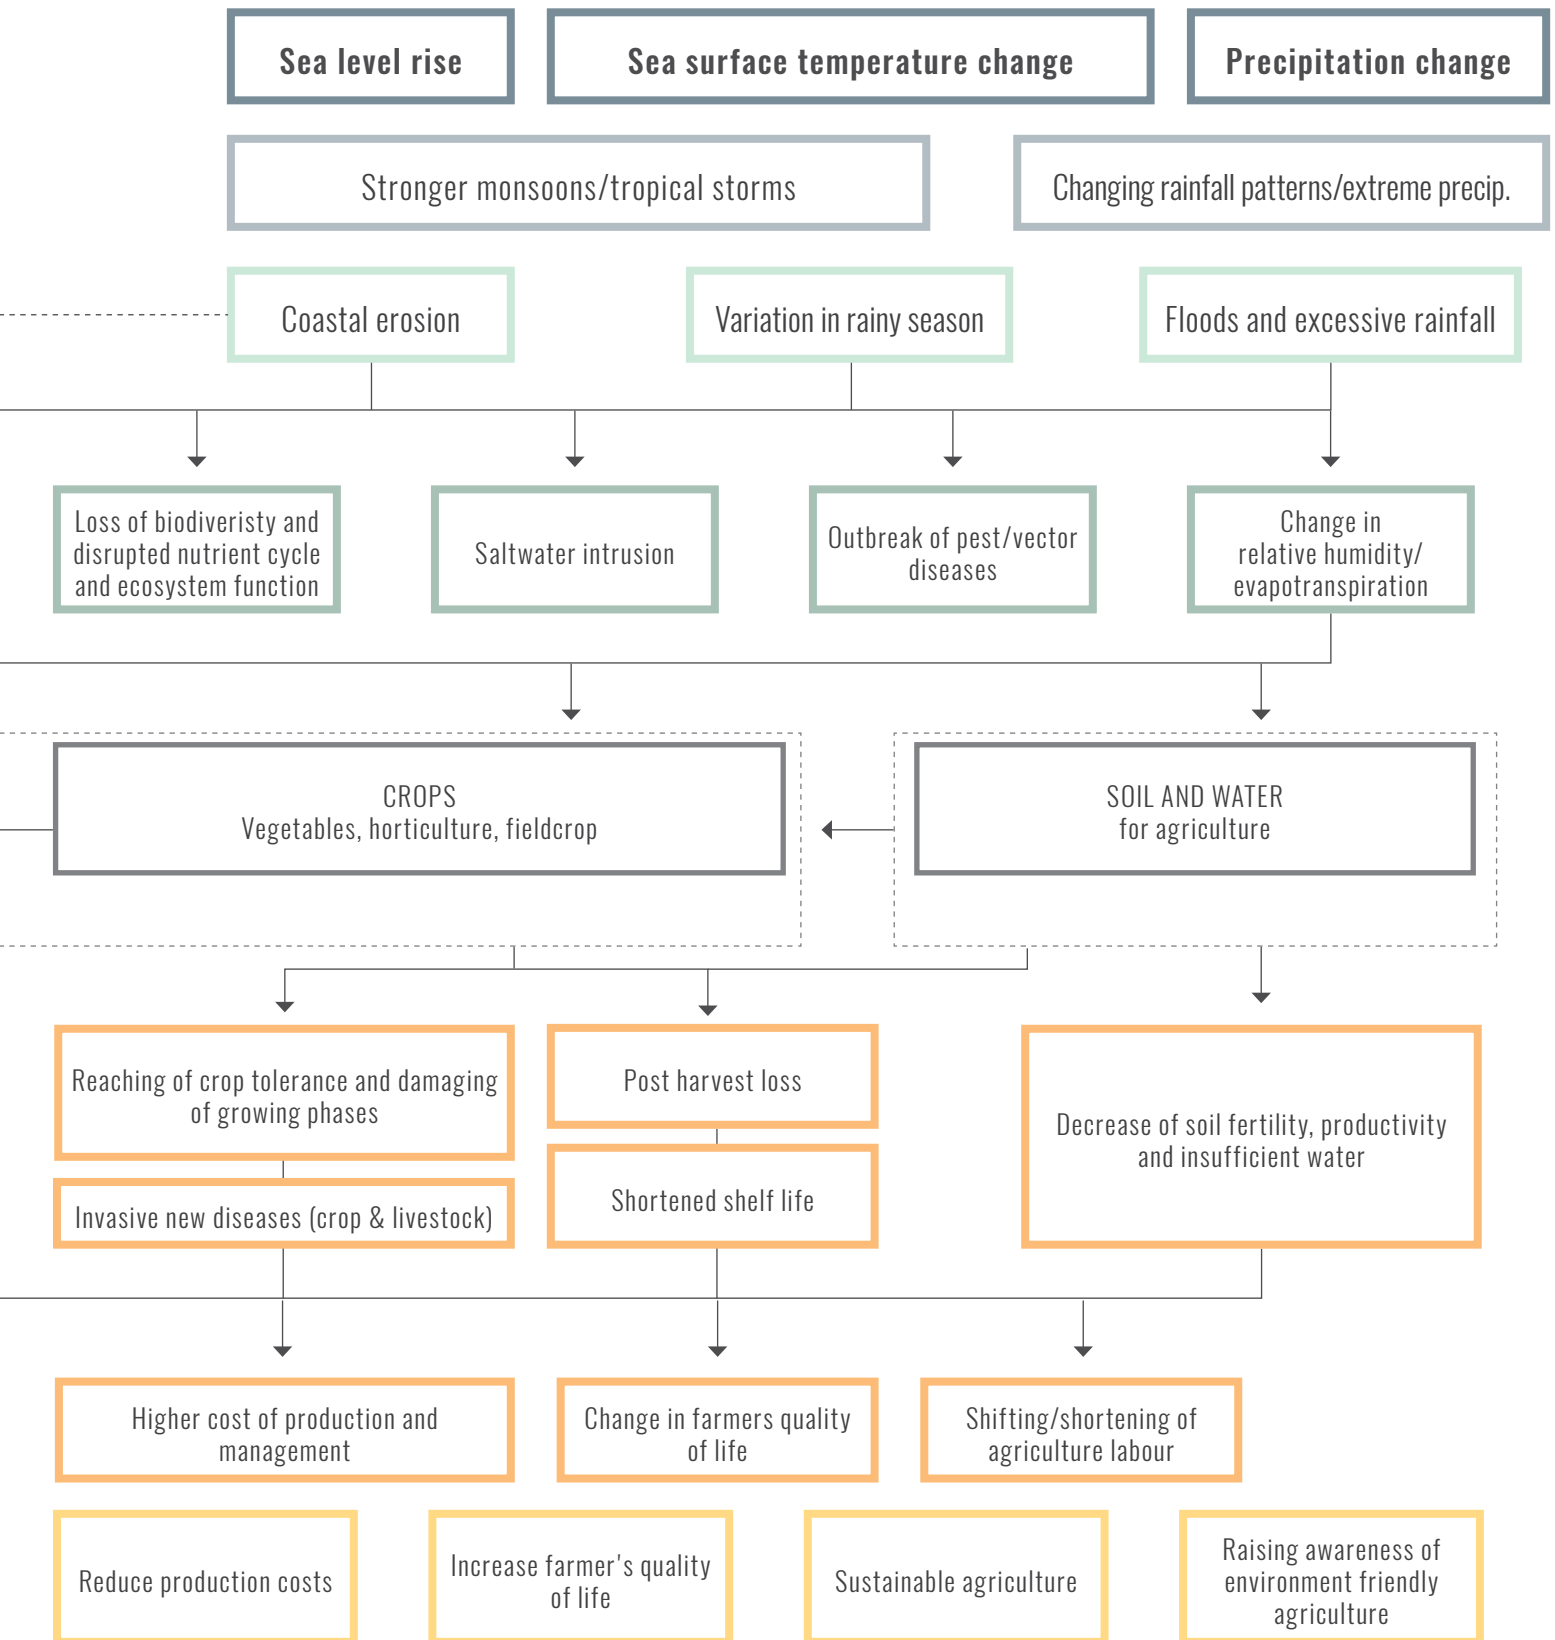 Sea level rise
Sea surface temperature change
Precipitation change
Stronger monsoons/tropical storms
Changing rainfall patterns/extreme precip.
Coastal erosion
Variation in rainy season
Floods and excessive rainfall
Loss of biodiveristy and
disrupted nutrient cycle
and ecosystem function
Saltwater intrusion
Outbreak of pest/vector
diseases
Change in
relative humidity/
evapotranspiration
CROPS
Vegetables, horticulture, fieldcrop
SOIL AND WATER
for agriculture
Reaching of crop tolerance and damaging
of growing phases
Post harvest loss
Decrease of soil fertility, productivity
and insufficient water
Invasive new diseases (crop & livestock)
Shortened shelf life
Higher cost of production and
management
Change in farmers quality
of life
Shifting/shortening of
agriculture labour
Reduce production costs
Increase farmer's quality
of life
Sustainable agriculture
Raising awareness of
environment friendly
agriculture